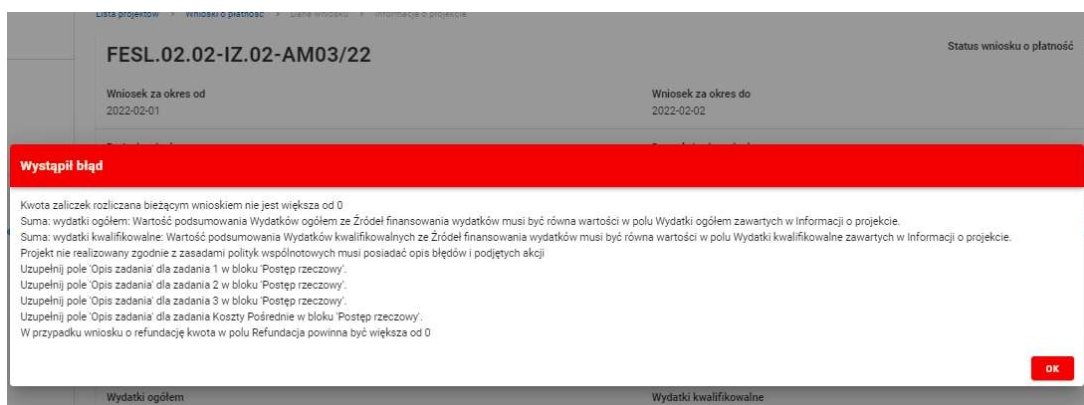 Lista projektów > Wnioski o płatność > Dane wniosku > Informacje o projekcie
FESL.02.02-IZ.02-AM03/22
Status wniosku o płatność
Wniosek za okres od
Wniosek za okres do
2022-02-01
2022-02-02
Wystąpił błąd
Kwota zaliczek rozliczana bieżącym wnioskiem nie jest większa od 0
Suma: wydatki ogółem: Wartość podsumowania Wydatków ogółem ze Źródeł finansowania wydatków musi być równa wartości w polu Wydatki ogółem zawartych w Informacji o projekcie.
Suma: wydatki kwalifikowalne: Wartość podsumowania Wydatków kwalifikowalnych ze Źródeł finansowania wydatków musi być równa wartości w polu Wydatki kwalifikowalne zawartych w Informacji o projekcie.
Projekt nie realizowany zgodnie z zasadami polityk wspólnotowych musi posiadać opis błędów i podjętych akcji
Uzupełnij pole 'Opis zadania' dla zadania 1 w bloku 'Postęp rzeczowy'.
Uzupełnij pole 'Opis zadania' dla zadania 2 w bloku 'Postęp rzeczowy'.
Uzupełnij pole 'Opis zadania' dla zadania 3 w bloku 'Postęp rzeczowy'.
Uzupełnij pole 'Opis zadania' dla zadania Koszty Pośrednie w bloku 'Postęp rzeczowy'.
W przypadku wniosku o refundację kwota w polu Refundacja powinna być większa od 0
OK
Wydatki ogółem
Wydatki kwalifikowalne